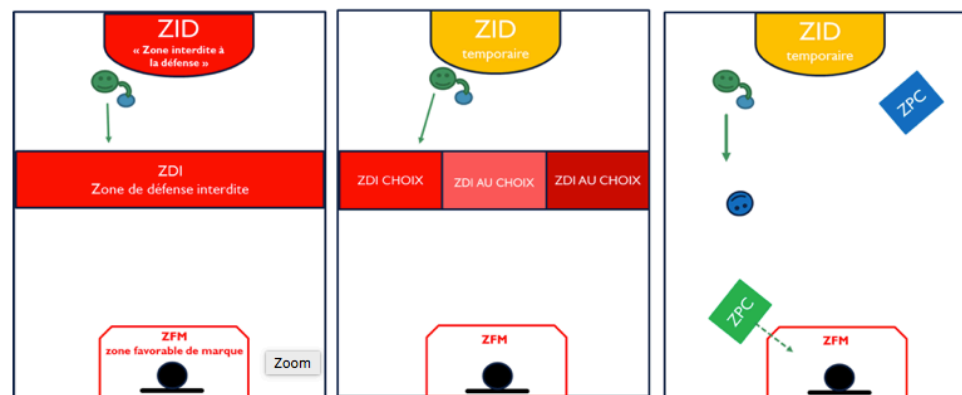 ZID
« Zone interdite à
la défense »
ZDI
Zone de défense interdite
ZFM
zone favorable de marque
Zoom
ZID
temporaire
ZDI CHOIX
ZDI AU CHOIX
ZDI AU CHOIX
ZFM
ZID
temporaire
ZPC
ZPC
ZFM